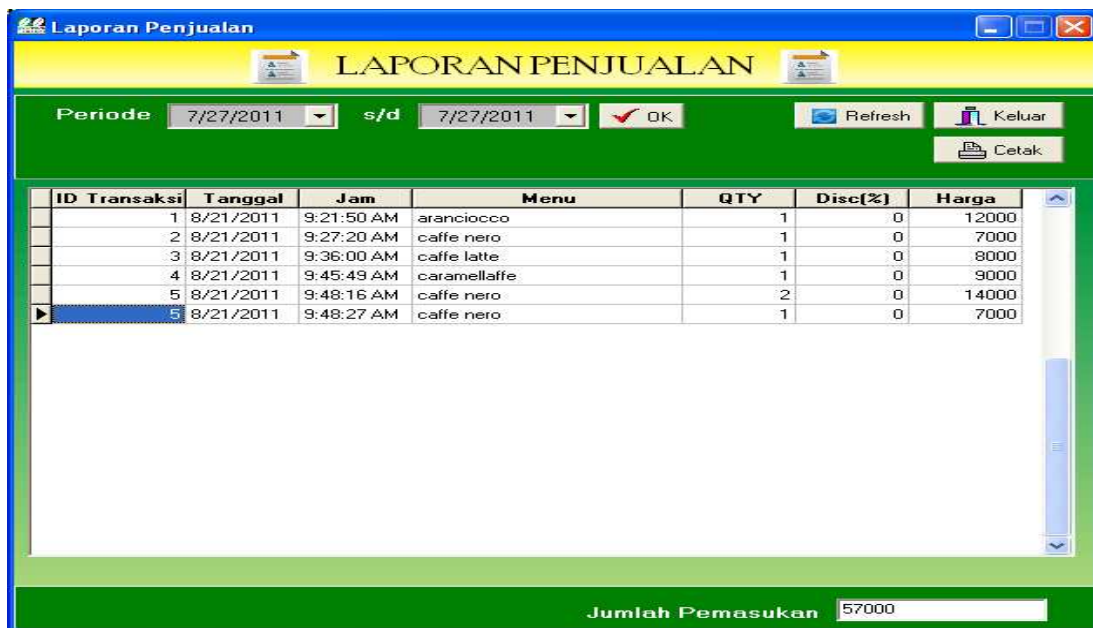 Laporan Penjualan
LAPORAN PENJUALAN
Periode 7/27/2011 s/d 7/27/2011 OK Refresh Keluar
Cetak
ID Transaksi Tanggal Jam Menu QTY Disc(%) Harga
1 8/21/2011 9:21:50 AM aranciocco 1 0 12000
2 8/21/2011 9:27:20 AM caffe nero 1 0 7000
3 8/21/2011 9:36:00 AM caffe latte 1 0 8000
4 8/21/2011 9:45:49 AM caramellaffe 1 0 9000
5 8/21/2011 9:48:16 AM caffe nero 2 0 14000
5 8/21/2011 9:48:27 AM caffe nero 1 0 7000
Jumlah Pemasukan 57000